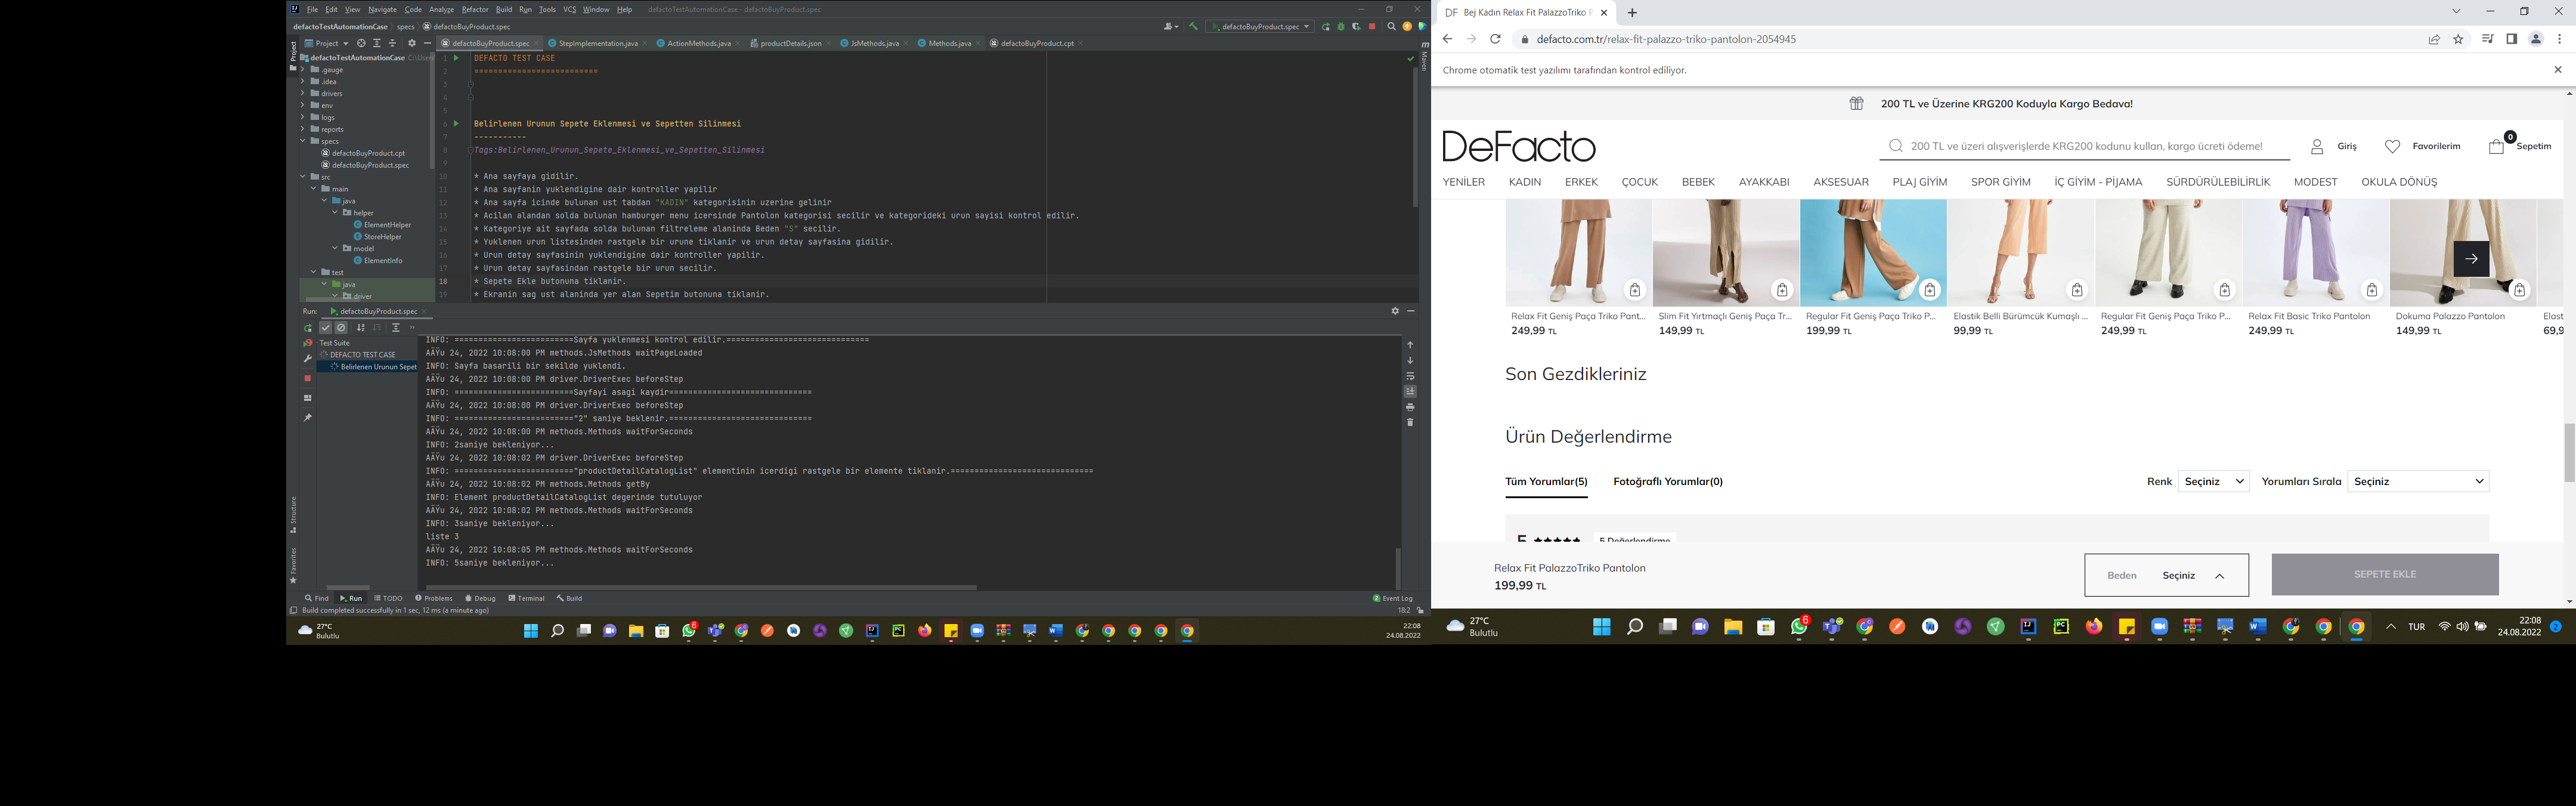 File Edit View Navigate Code Analyze Refactor Build Run Tools VCS Window Help defactoTestAutomationCase - defactoBuyProduct.spec
defactoTestAutomationCase specs defactoBuyProduct.spec
defactoBuyProduct.spec
Project
defactoBuyProduct.spec StepImplementation.java ActionMethods.java productDetails.json JsMethods.java Methods.java defactoBuyProduct.cpt
Project
Maven
defactoTestAutomationCase C:\User
.gauge
.idea
drivers
env
logs
reports
specs
defactoBuyProduct.cpt
defactoBuyProduct.spec
src
main
java
helper
ElementHelper
StoreHelper
model
ElementInfo
test
java
driver
1 DEFACTO TEST CASE
2 ==========================
3
4
5
6 Belirlenen Urunun Sepete Eklenmesi ve Sepetten Silinmesi
7 -----------
8 Tags:Belirlenen_Urunun_Sepete_Eklenmesi_ve_Sepetten_Silinmesi
9
10 * Ana sayfaya gidilir.
11 * Ana sayfanin yuklendigine dair kontroller yapilir
12 * Ana sayfa icinde bulunan ust tabdan "KADIN" kategorisinin uzerine gelinir
13 * Acilan alandan solda bulunan hamburger menu icersinde Pantolon kategorisi secilir ve kategorideki urun sayisi kontrol edilir.
14 * Kategoriye ait sayfada solda bulunan filtreleme alaninda Beden "S" secilir.
15 * Yuklenen urun listesinden rastgele bir urune tiklanir ve urun detay sayfasina gidilir.
16 * Urun detay sayfasinin yuklendigine dair kontroller yapilir.
17 * Urun detay sayfasindan rastgele bir urun secilir.
18 * Sepete Ekle butonuna tiklanir.
19 * Ekranin sag ust alaninda yer alan Sepetim butonuna tiklanir.
Run: defactoBuyProduct.spec
Test Suite
DEFACTO TEST CASE
Belirlenen Urunun Sepet
INFO: =========================Sayfa yuklenmesi kontrol edilir.==============================
AÄŸu 24, 2022 10:08:00 PM methods.JsMethods waitPageLoaded
INFO: Sayfa basarili bir sekilde yuklendi.
AÄŸu 24, 2022 10:08:00 PM driver.DriverExec beforeStep
INFO: =========================Sayfayi asagi kaydir==============================
AÄŸu 24, 2022 10:08:00 PM driver.DriverExec beforeStep
INFO: ========================="2" saniye beklenir.==============================
AÄŸu 24, 2022 10:08:00 PM methods.Methods waitForSeconds
INFO: 2saniye bekleniyor...
AÄŸu 24, 2022 10:08:02 PM driver.DriverExec beforeStep
INFO: ========================="productDetailCatalogList" elementinin icerdigi rastgele bir elemente tiklanir.==============================
AÄŸu 24, 2022 10:08:02 PM methods.Methods getBy
INFO: Element productDetailCatalogList degerinde tutuluyor
AÄŸu 24, 2022 10:08:02 PM methods.Methods waitForSeconds
INFO: 3saniye bekleniyor...
liste 3
AÄŸu 24, 2022 10:08:05 PM methods.Methods waitForSeconds
INFO: 5saniye bekleniyor...
Structure
Favorites
Find Run TODO Problems Debug Terminal Build
2 Event Log
Build completed successfully in 1 sec, 12 ms (a minute ago)
18:2
27°C
Bulutlu
6
22:08
24.08.2022
DF Bej Kadın Relax Fit PalazzoTriko P
defacto.com.tr/relax-fit-palazzo-triko-pantolon-2054945
Chrome otomatik test yazılımı tarafından kontrol ediliyor.
200 TL ve Üzerine KRG200 Koduyla Kargo Bedava!
DeFacto
200 TL ve üzeri alışverişlerde KRG200 kodunu kullan, kargo ücreti ödeme!
Giriş Favorilerim 0 Sepetim
YENİLER KADIN ERKEK ÇOCUK BEBEK AYAKKABI AKSESUAR PLAJ GİYİM SPOR GİYİM İÇ GİYİM - PİJAMA SÜRDÜRÜLEBİLİRLİK MODEST OKULA DÖNÜŞ
Relax Fit Geniş Paça Triko Pant... Slim Fit Yırtmaçlı Geniş Paça Tr... Regular Fit Geniş Paça Triko P... Elastik Belli Bürümcük Kumaşlı ... Regular Fit Geniş Paça Triko P... Relax Fit Basic Triko Pantolon Dokuma Palazzo Pantolon Elast
249,99 TL 149,99 TL 199,99 TL 99,99 TL 249,99 TL 249,99 TL 149,99 TL 69,9
Son Gezdikleriniz
Ürün Değerlendirme
Tüm Yorumlar(5) Fotoğraflı Yorumlar(0) Renk Seçiniz Yorumları Sırala Seçiniz
5 ★★★★★ 5 Değerlendirme
Relax Fit PalazzoTriko Pantolon
199,99 TL
Beden Seçiniz
SEPETE EKLE
27°C
Bulutlu
6
TUR
22:08
24.08.2022
2